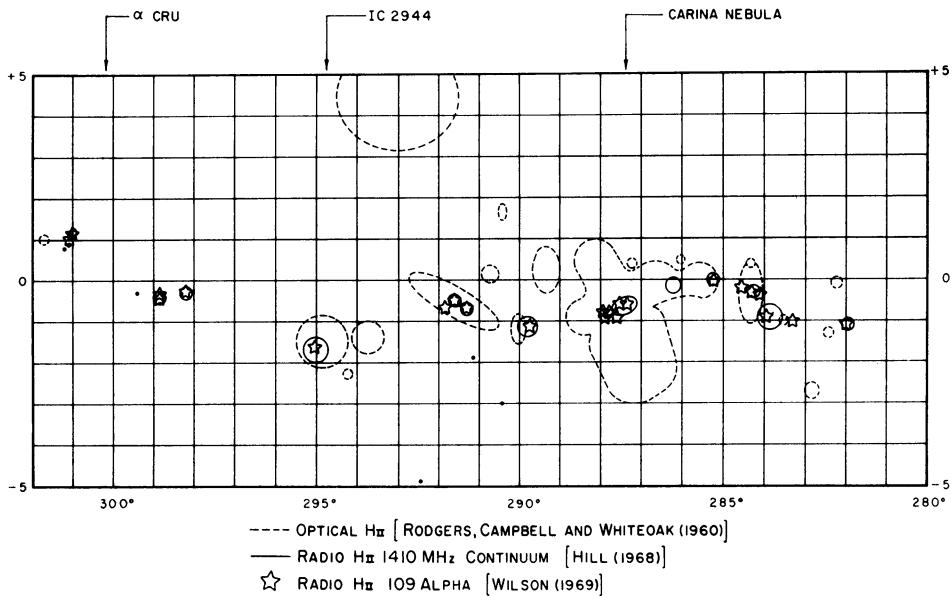 α CRU
IC 2944
CARINA NEBULA
+5
+5
0
0
-5
-5
300°
295°
290°
285°
280°
---- OPTICAL HII [RODGERS, CAMPBELL AND WHITEOAK (1960)]
— RADIO HII 1410 MHz CONTINUUM [HILL (1968)]
☆ RADIO HII 109 ALPHA [WILSON (1969)]